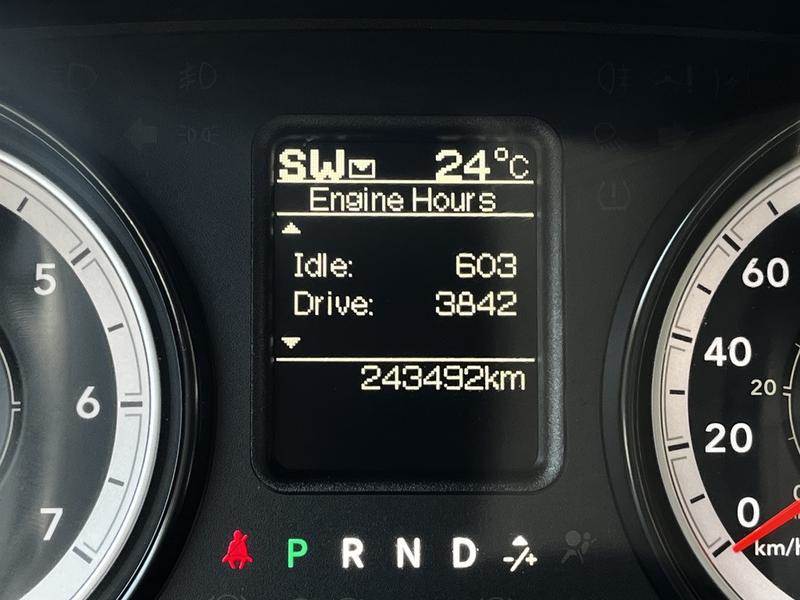 SW 24°C
Engine Hours
Idle: 603
Drive: 3842
243492km
5
6
7
60
40
20
20
0
km/h
P R N D -/+